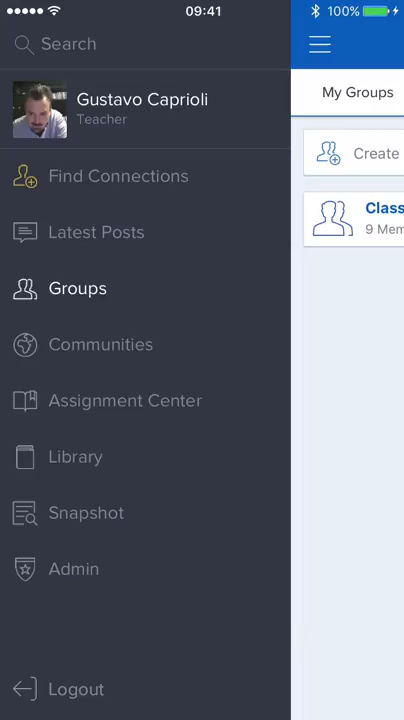 09:41
100%
Search
Gustavo Caprioli
Teacher
Find Connections
Latest Posts
Groups
Communities
Assignment Center
Library
Snapshot
Admin
Logout
My Groups
Create
Class
9 Mem